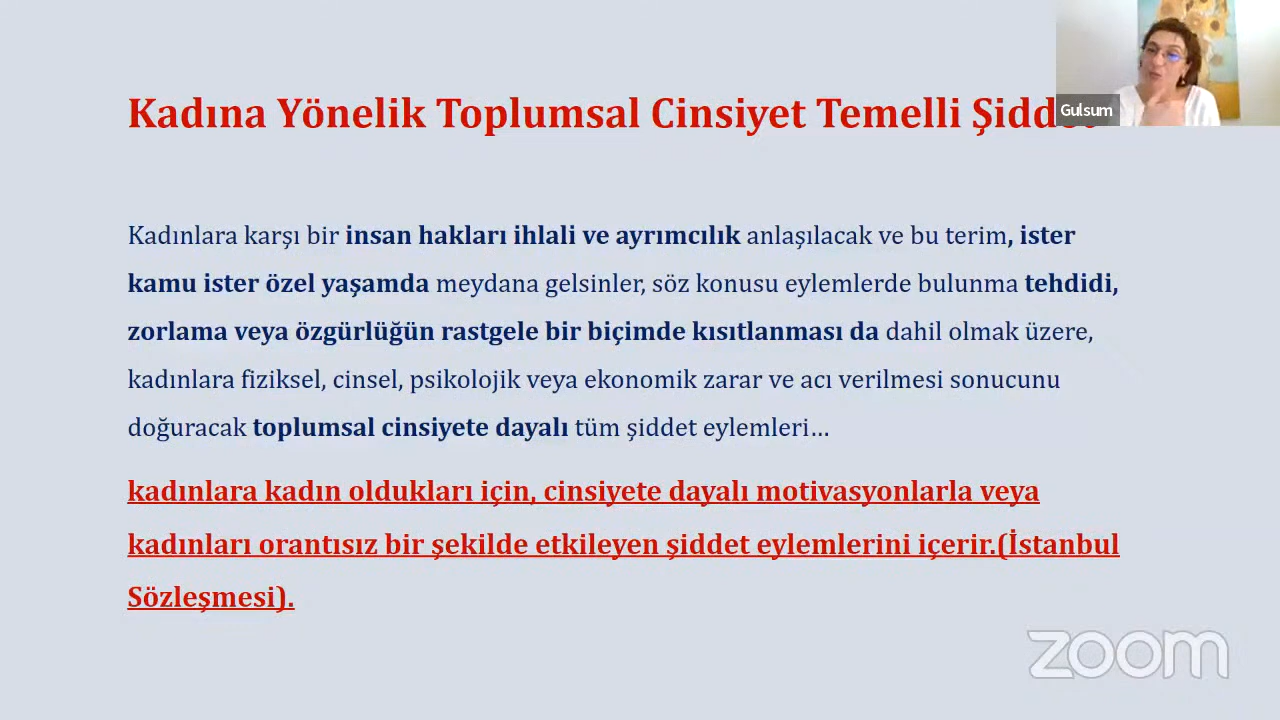 Kadına Yönelik Toplumsal Cinsiyet Temelli
Gulsum
Kadınlara karşı bir insan hakları ihlali ve ayrımcılık anlaşılacak ve bu terim, ister
kamu ister özel yaşamda meydana gelsinler, söz konusu eylemlerde bulunma tehdidi,
zorlama veya özgürlüğün rastgele bir biçimde kısıtlanması da dahil olmak üzere,
kadınlara fiziksel, cinsel, psikolojik veya ekonomik zarar ve acı verilmesi sonucunu
doğuracak toplumsal cinsiyete dayalı tüm şiddet eylemleri...
kadınlara kadın oldukları için, cinsiyete dayalı motivasyonlarla veya
kadınları orantısız bir şekilde etkileyen şiddet eylemlerini içerir.(İstanbul
Sözleşmesi).
zoom